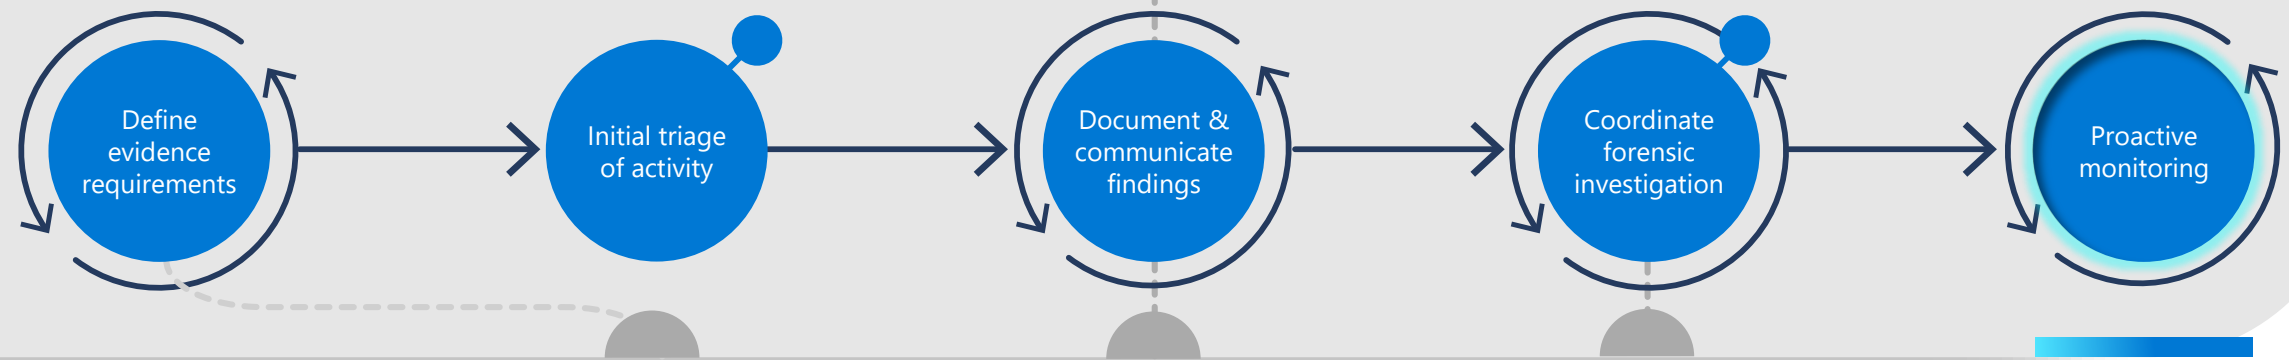 Define
evidence
requirements
Initial triage
of activity
Document &
communicate
findings
Coordinate
forensic
investigation
Proactive
monitoring